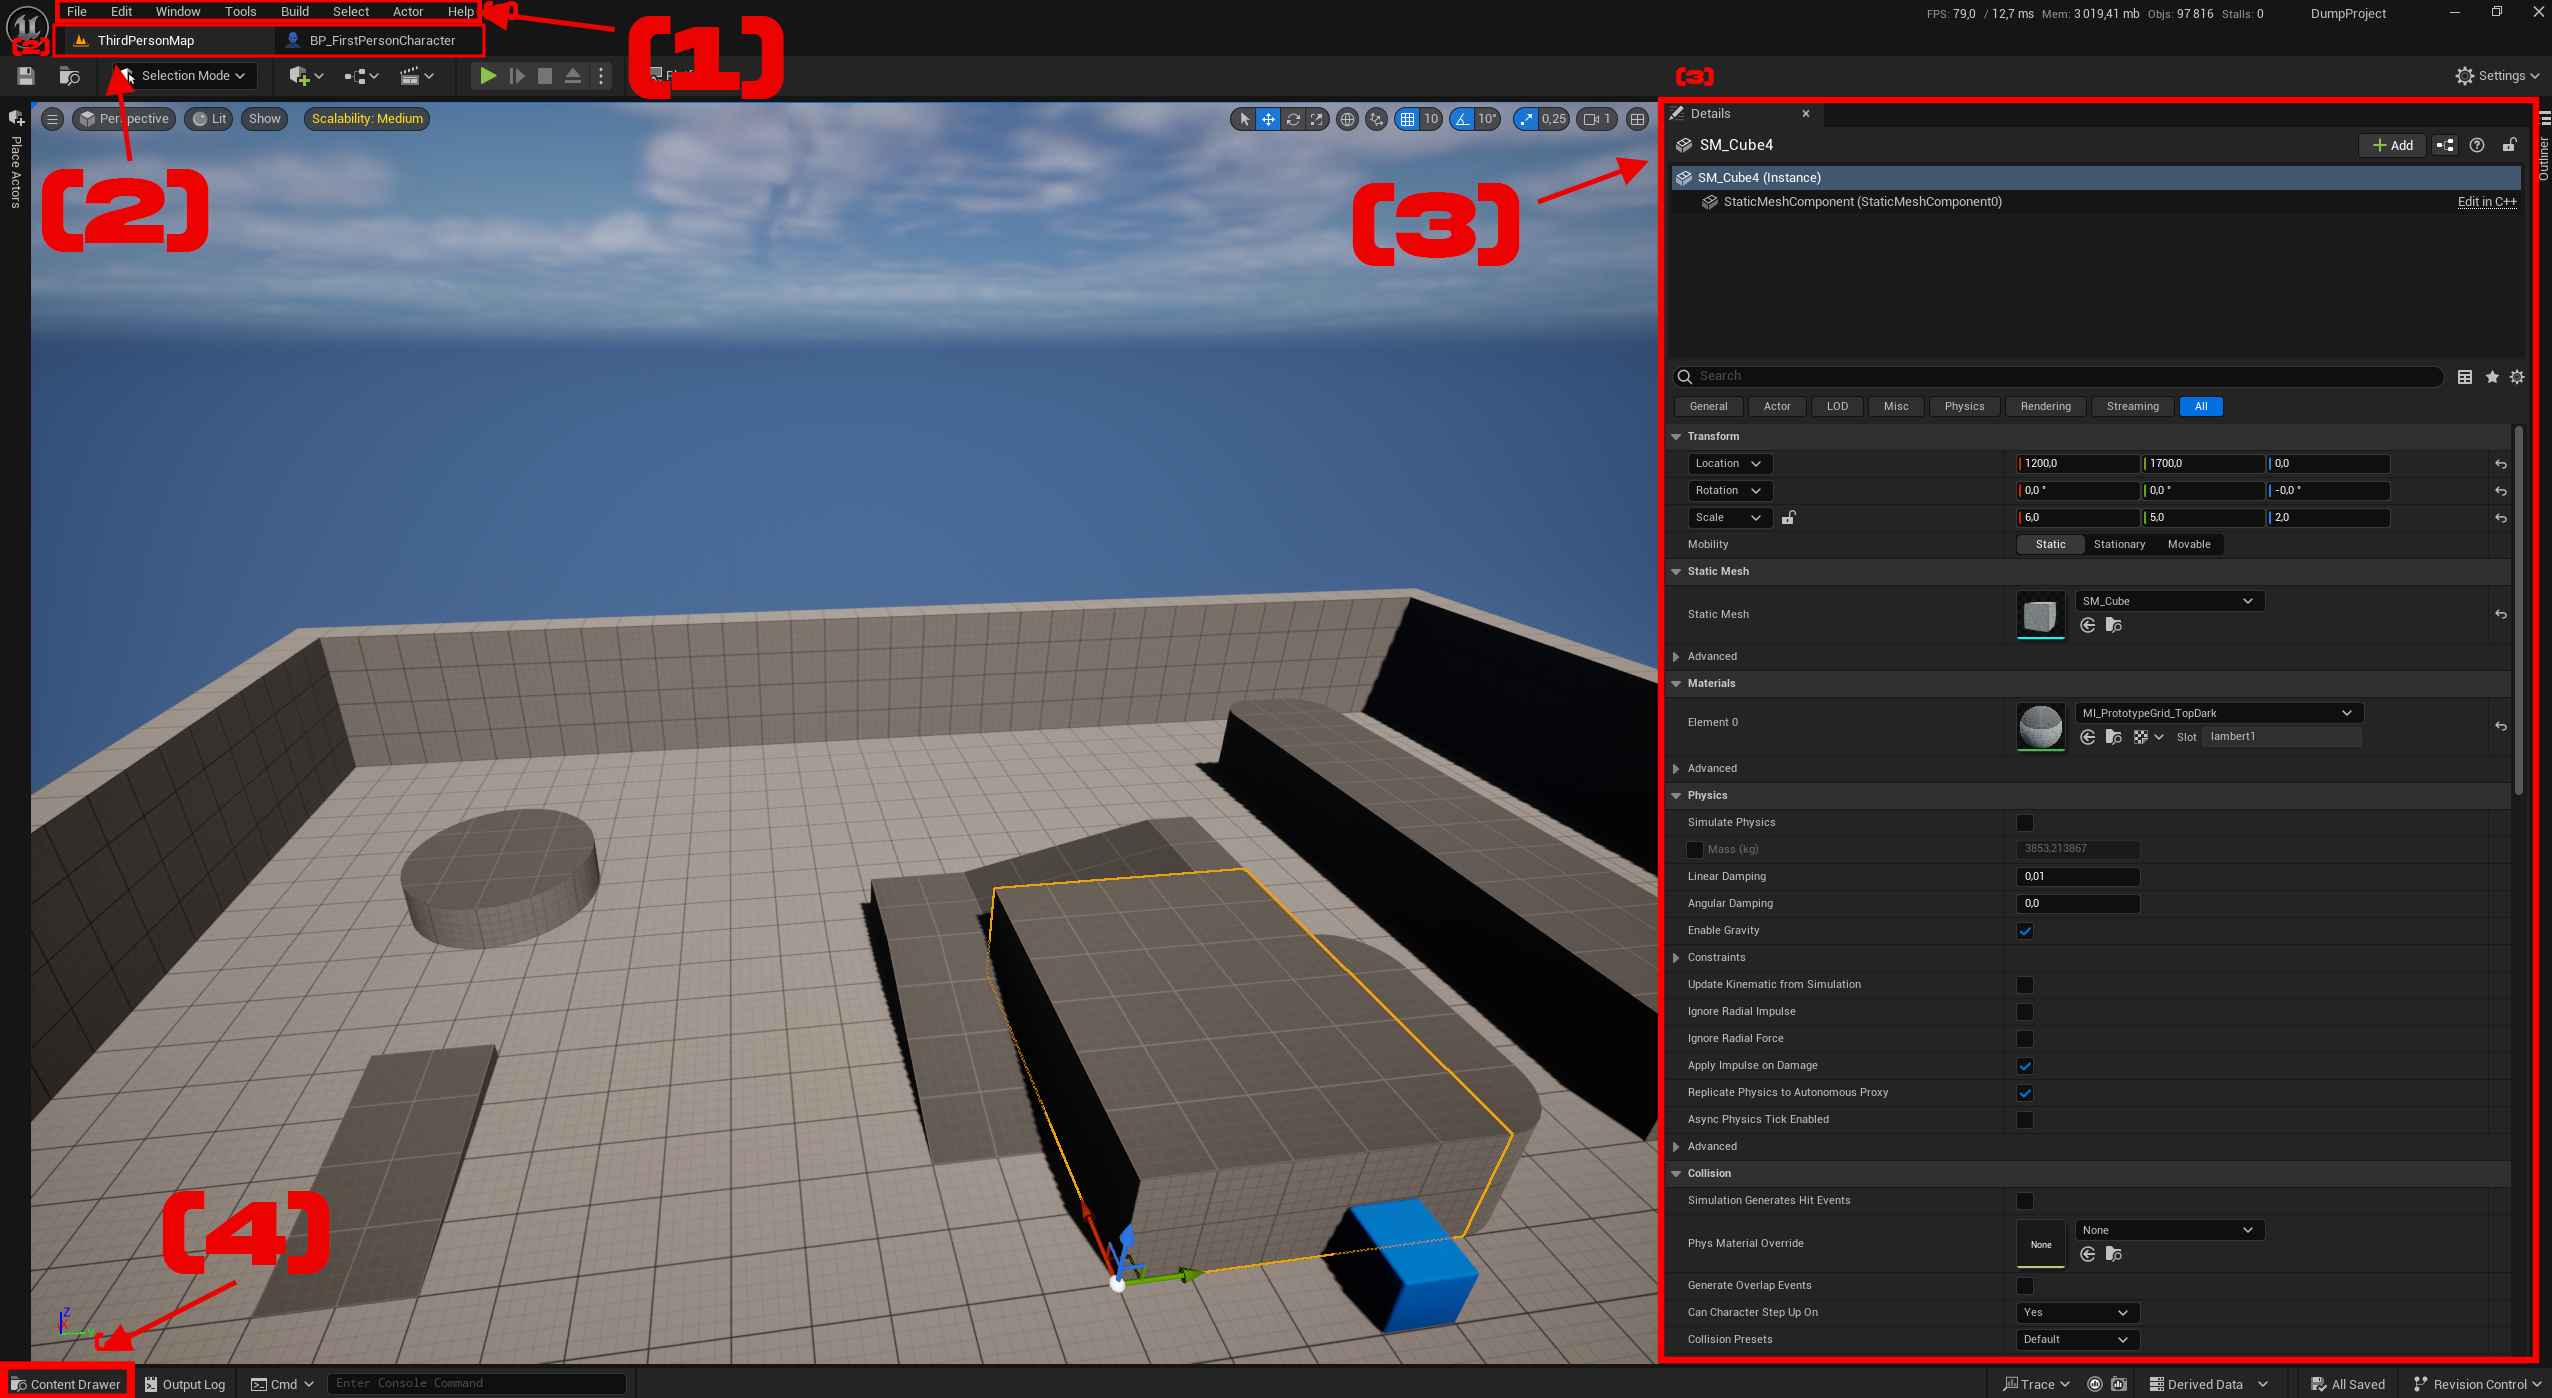 File Edit Window Tools Build Select Actor Help
FPS: 79,0 / 12,7 ms Mem: 3 019,41 mb Objs: 97 816 Stalls: 0
DumpProject
(2)
ThirdPersonMap
BP_FirstPersonCharacter
(1)
Selection Mode
(3)
Settings
Place Actors
Perspective
Lit
Show
Scalability: Medium
10
10°
0,25
1
Details
Outliner
SM_Cube4
Add
(2)
(3)
SM_Cube4 (Instance)
StaticMeshComponent (StaticMeshComponent0)
Edit in C++
Search
General Actor LOD Misc Physics Rendering Streaming All
Transform
Location 1200,0 1700,0 0,0
Rotation 0,0 ° 0,0 ° -0,0 °
Scale 6,0 5,0 2,0
Mobility Static Stationary Movable
Static Mesh
Static Mesh SM_Cube
Advanced
Materials
Element 0 MI_PrototypeGrid_TopDark
Slot lambert1
Advanced
Physics
Simulate Physics
Mass (kg) 3853,213867
Linear Damping 0,01
Angular Damping 0,0
Enable Gravity
Constraints
Update Kinematic from Simulation
Ignore Radial Impulse
Ignore Radial Force
Apply Impulse on Damage
Replicate Physics to Autonomous Proxy
Async Physics Tick Enabled
Advanced
Collision
Simulation Generates Hit Events
Phys Material Override None None
Generate Overlap Events
Can Character Step Up On Yes
Collision Presets Default
(4)
Z
Content Drawer
Output Log
Cmd
Enter Console Command
Trace
Derived Data
All Saved
Revision Control